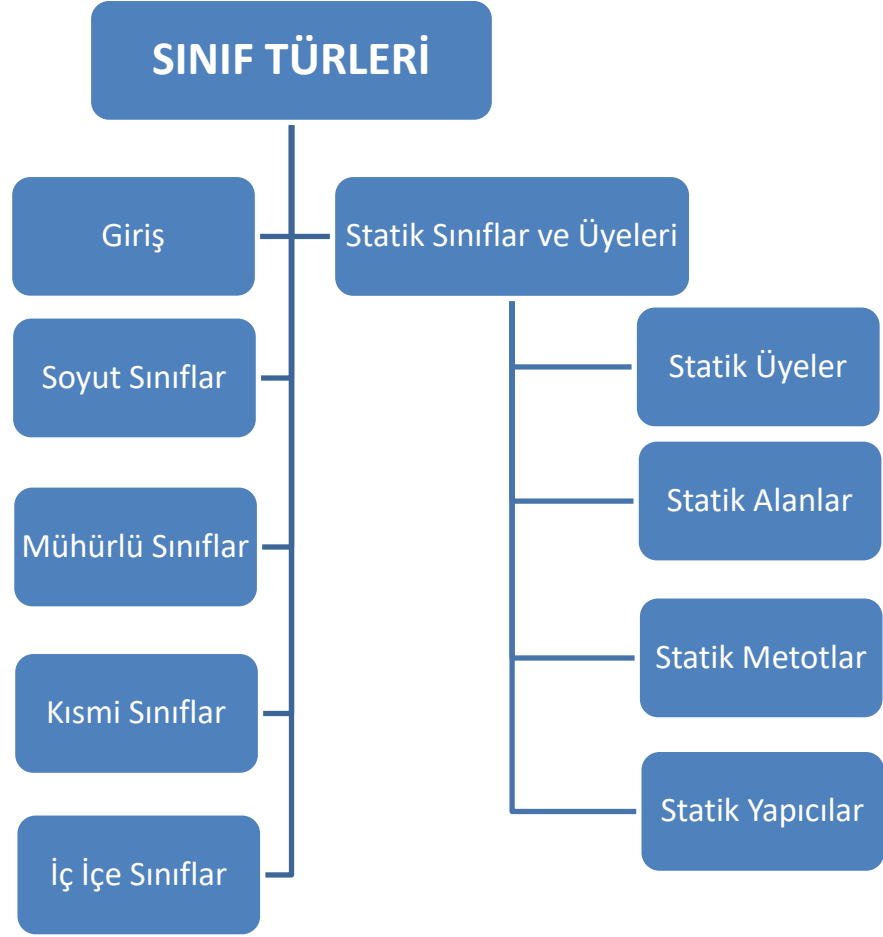 SINIF TÜRLERİ
Giriş
Statik Sınıflar ve Üyeleri
Soyut Sınıflar
Statik Üyeler
Mühürlü Sınıflar
Statik Alanlar
Kısmi Sınıflar
Statik Metotlar
İç İçe Sınıflar
Statik Yapıcılar